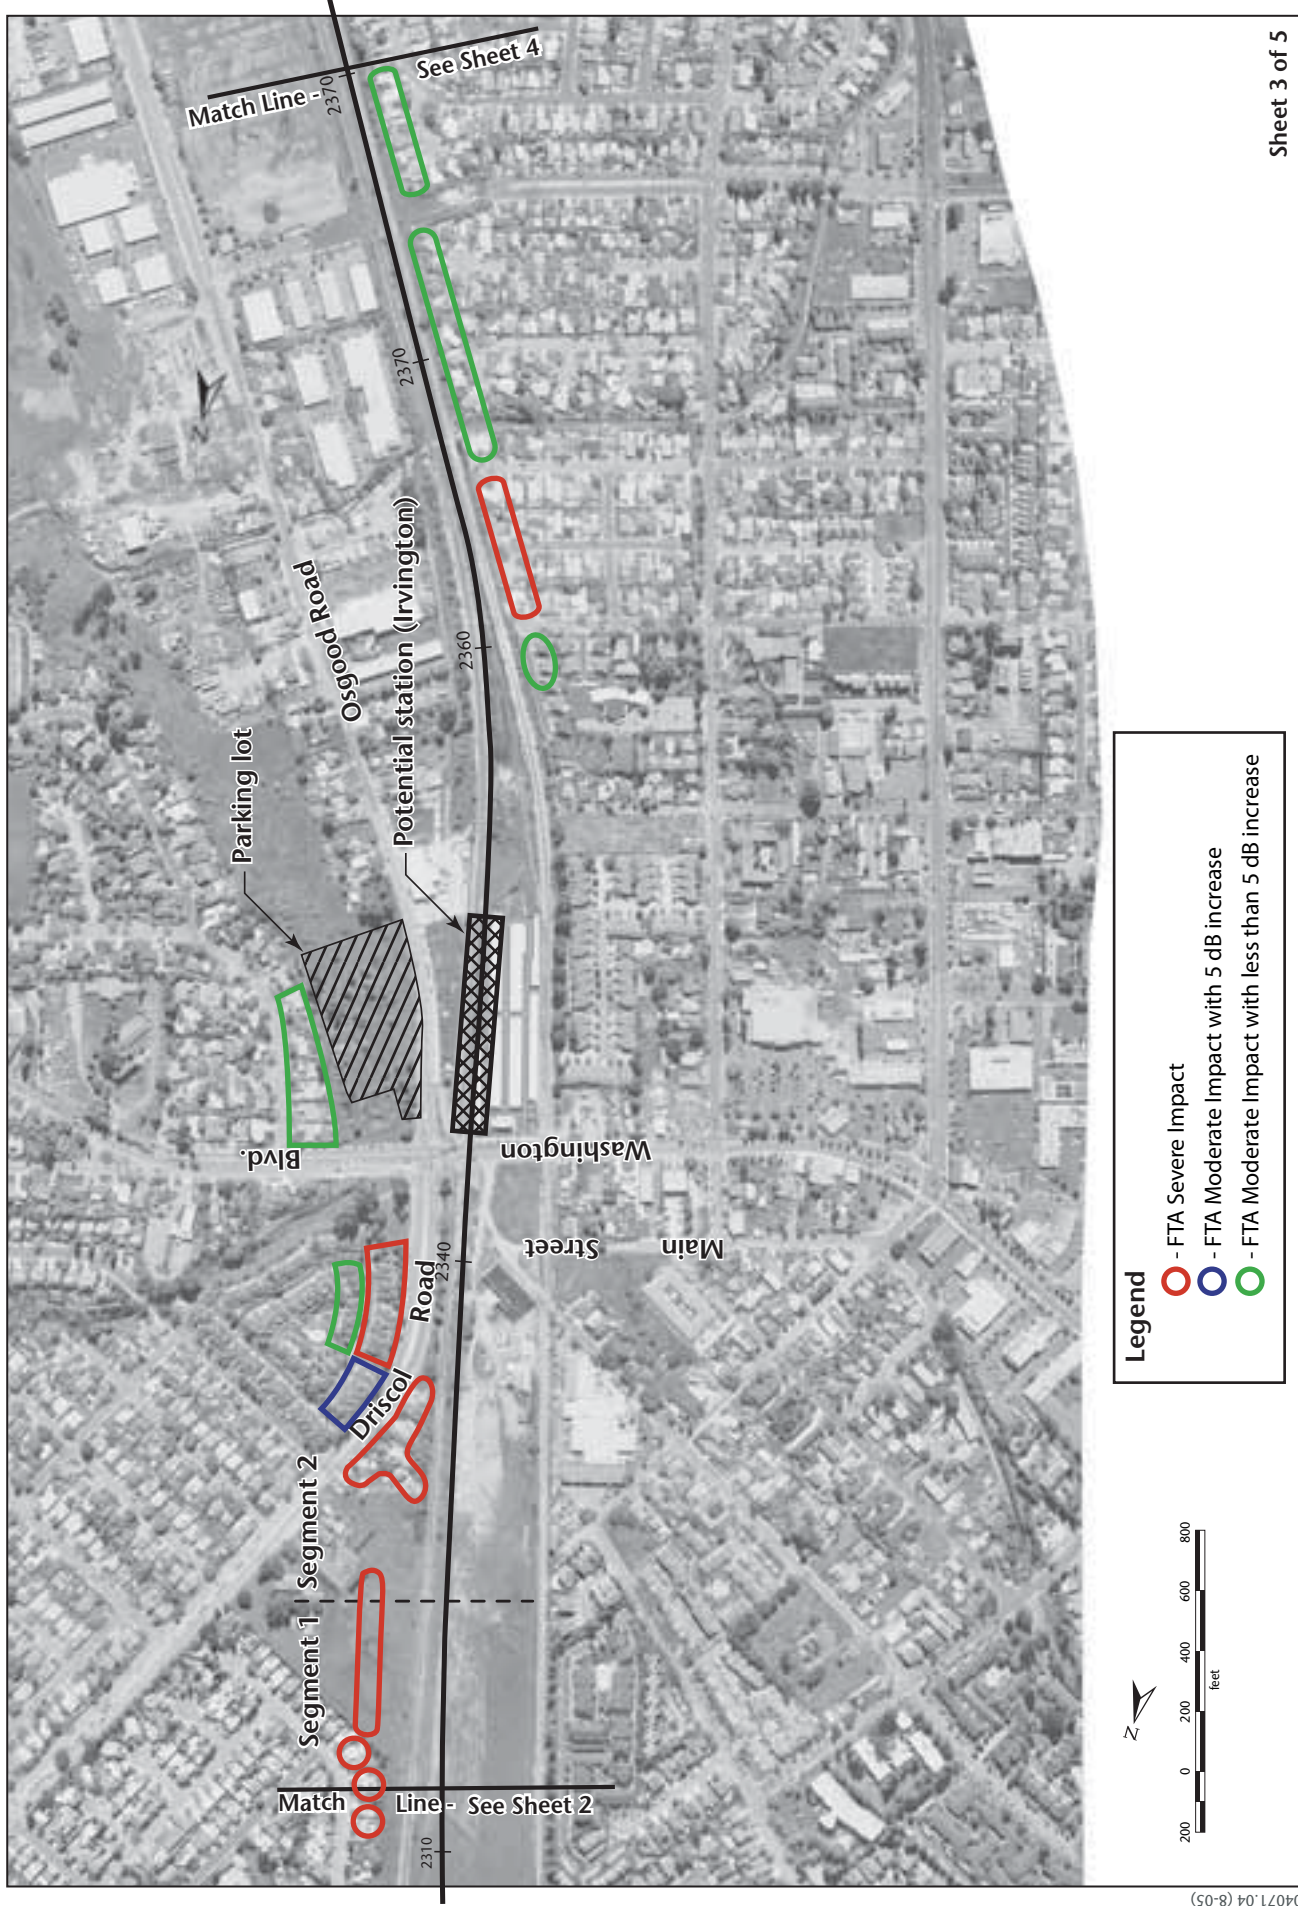 Sheet 3 of 5
See Sheet 4
Match Line -
2370
2370
N
Osgood Road
Potential station (Irvington)
2360
Parking lot
Blvd.
Washington
Main
Street
2340
Road
Driscol
Segment 2
Segment 1
Match Line - See Sheet 2
2310
Legend
- FTA Severe Impact
- FTA Moderate Impact with 5 dB increase
- FTA Moderate Impact with less than 5 dB increase
N
200 0 200 400 600 800
feet
04071.04 (8-05)